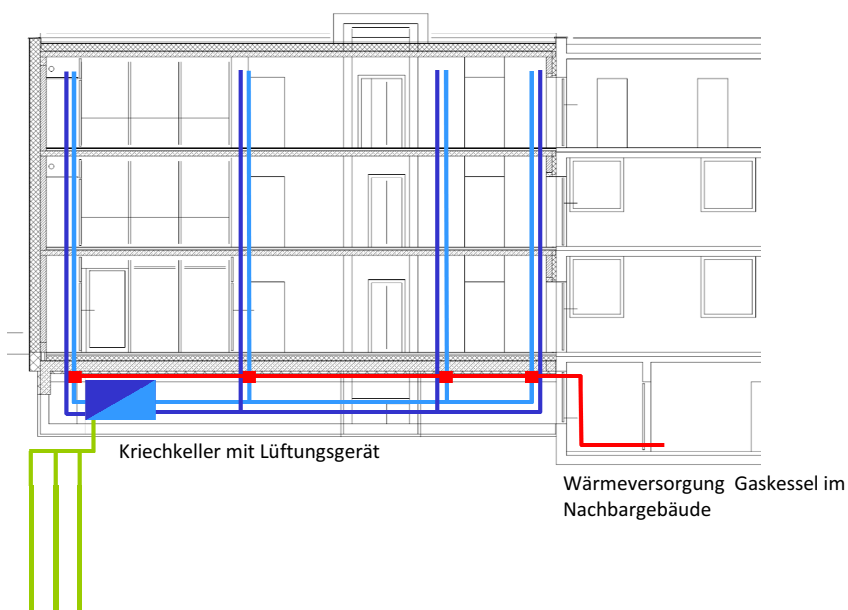 Kriechkeller mit Lüftungsgerät
Wärmeversorgung Gaskessel im
Nachbargebäude